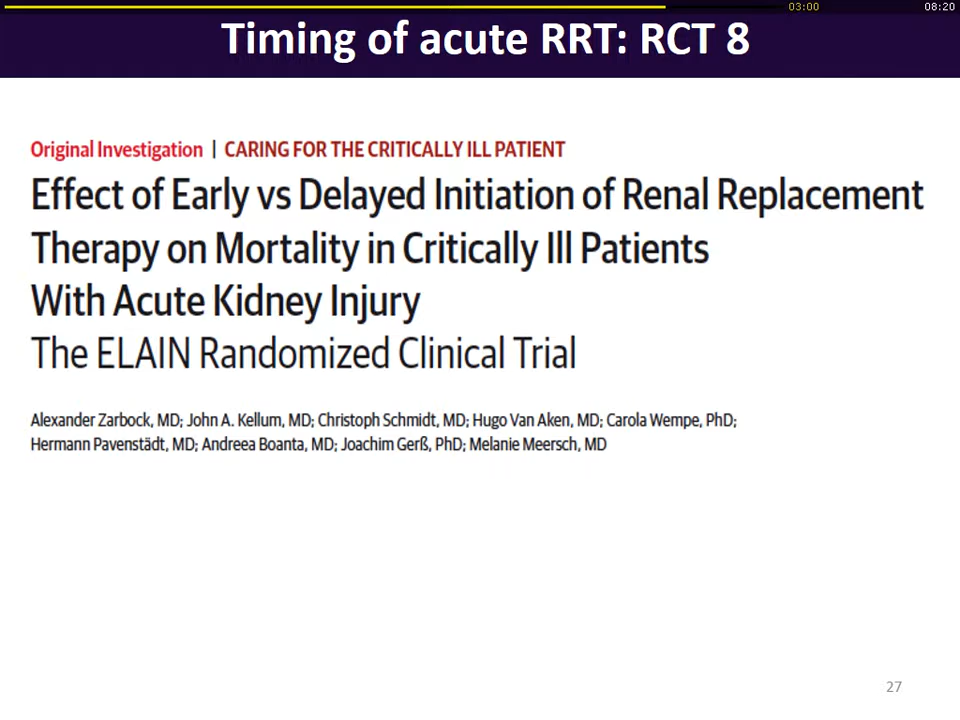 03:00
08:20
Timing of acute RRT: RCT 8
Original Investigation | CARING FOR THE CRITICALLY ILL PATIENT
Effect of Early vs Delayed Initiation of Renal Replacement
Therapy on Mortality in Critically Ill Patients
With Acute Kidney Injury
The ELAIN Randomized Clinical Trial
Alexander Zarbock, MD; John A. Kellum, MD; Christoph Schmidt, MD; Hugo Van Aken, MD; Carola Wempe, PhD;
Hermann Pavenstädt, MD; Andreea Boanta, MD; Joachim Gerß, PhD; Melanie Meersch, MD
27